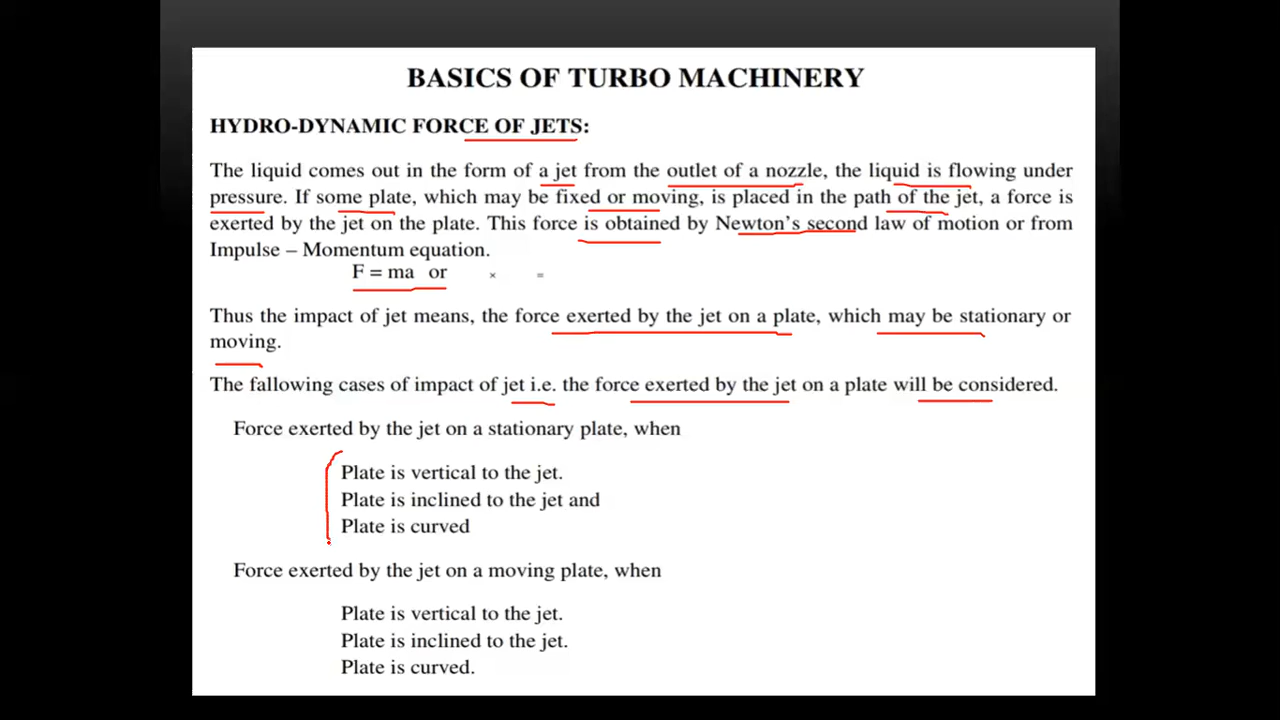 BASICS OF TURBO MACHINERY
HYDRO-DYNAMIC FORCE OF JETS:
The liquid comes out in the form of a jet from the outlet of a nozzle, the liquid is flowing under
pressure. If some plate, which may be fixed or moving, is placed in the path of the jet, a force is
exerted by the jet on the plate. This force is obtained by Newton’s second law of motion or from
Impulse – Momentum equation.
F = ma or × =
Thus the impact of jet means, the force exerted by the jet on a plate, which may be stationary or
moving.
The fallowing cases of impact of jet i.e. the force exerted by the jet on a plate will be considered.
Force exerted by the jet on a stationary plate, when
Plate is vertical to the jet.
Plate is inclined to the jet and
Plate is curved
Force exerted by the jet on a moving plate, when
Plate is vertical to the jet.
Plate is inclined to the jet.
Plate is curved.